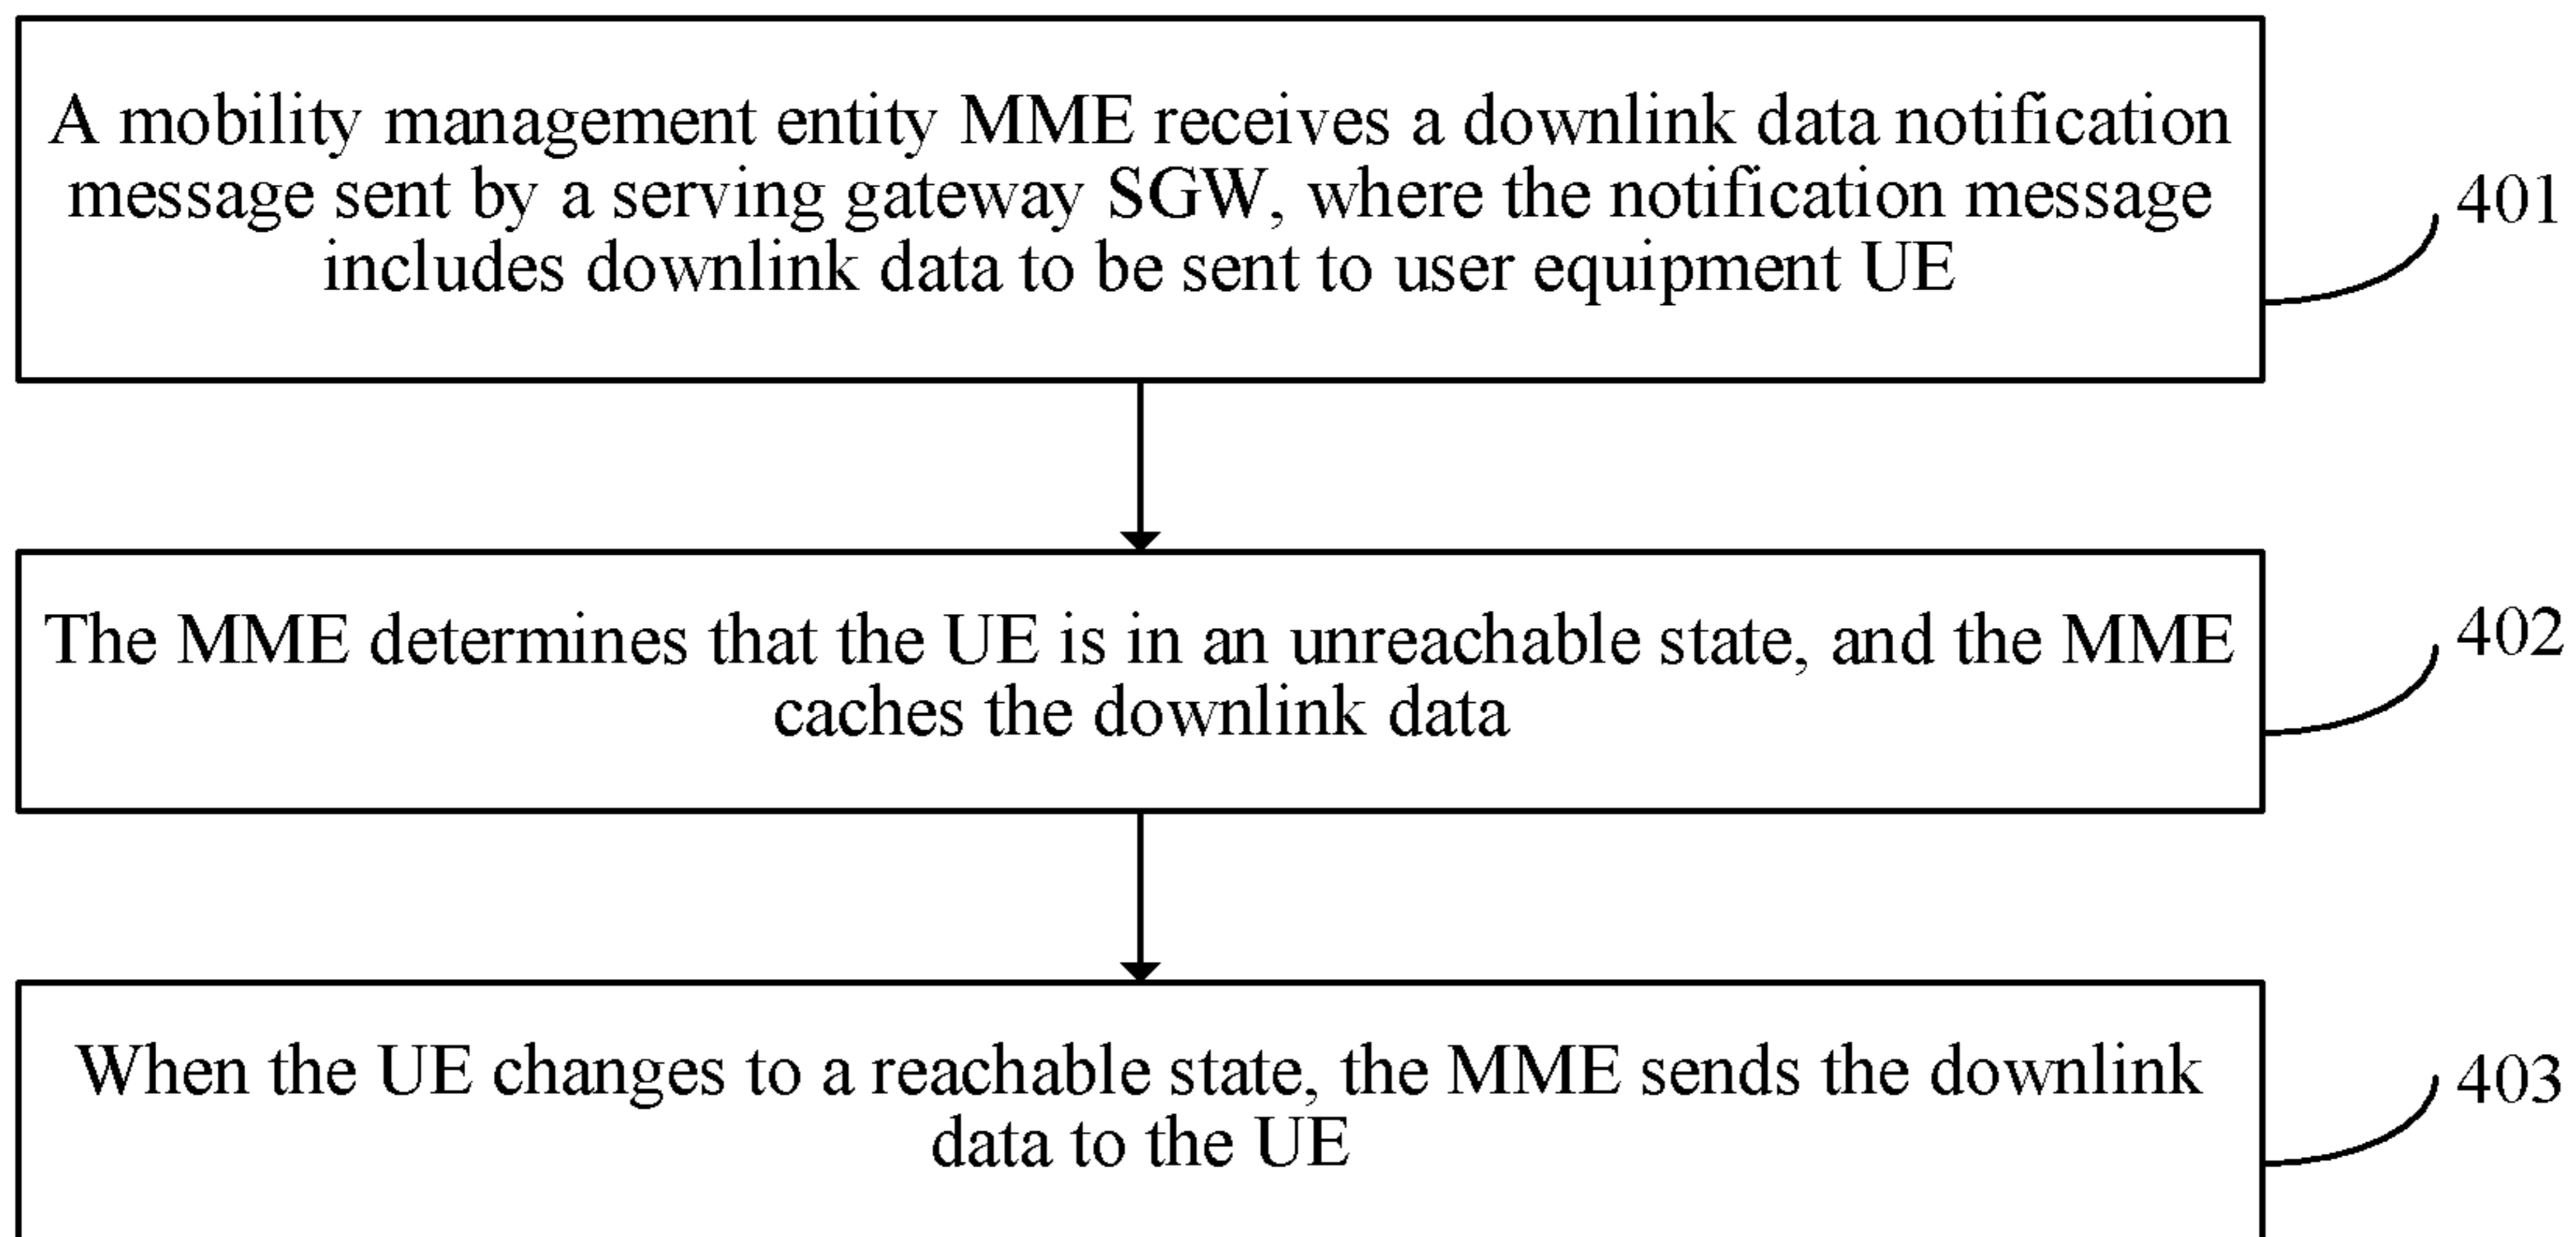 A mobility management entity MME receives a downlink data notification
message sent by a serving gateway SGW, where the notification message
includes downlink data to be sent to user equipment UE
401
The MME determines that the UE is in an unreachable state, and the MME
caches the downlink data
402
When the UE changes to a reachable state, the MME sends the downlink
data to the UE
403